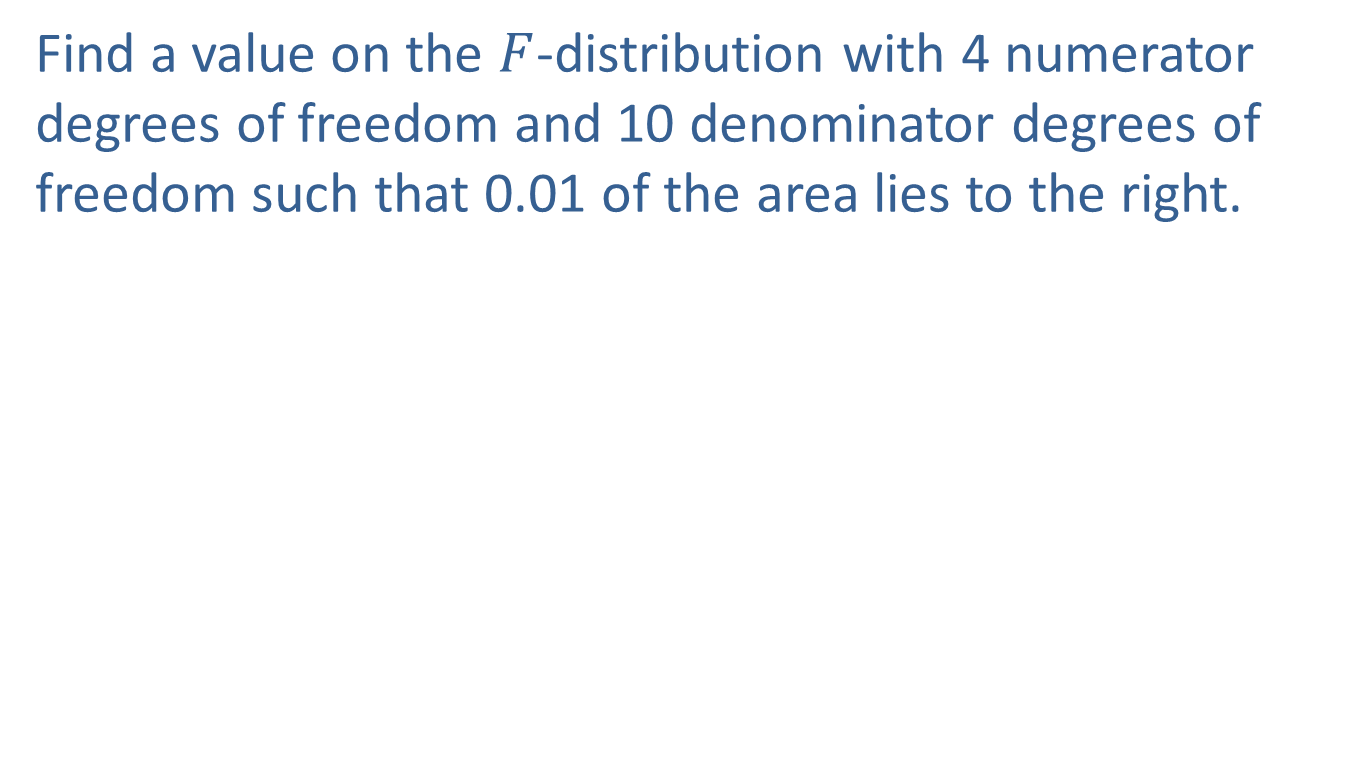 Find a value on the F-distribution with 4 numerator
degrees of freedom and 10 denominator degrees of
freedom such that 0.01 of the area lies to the right.